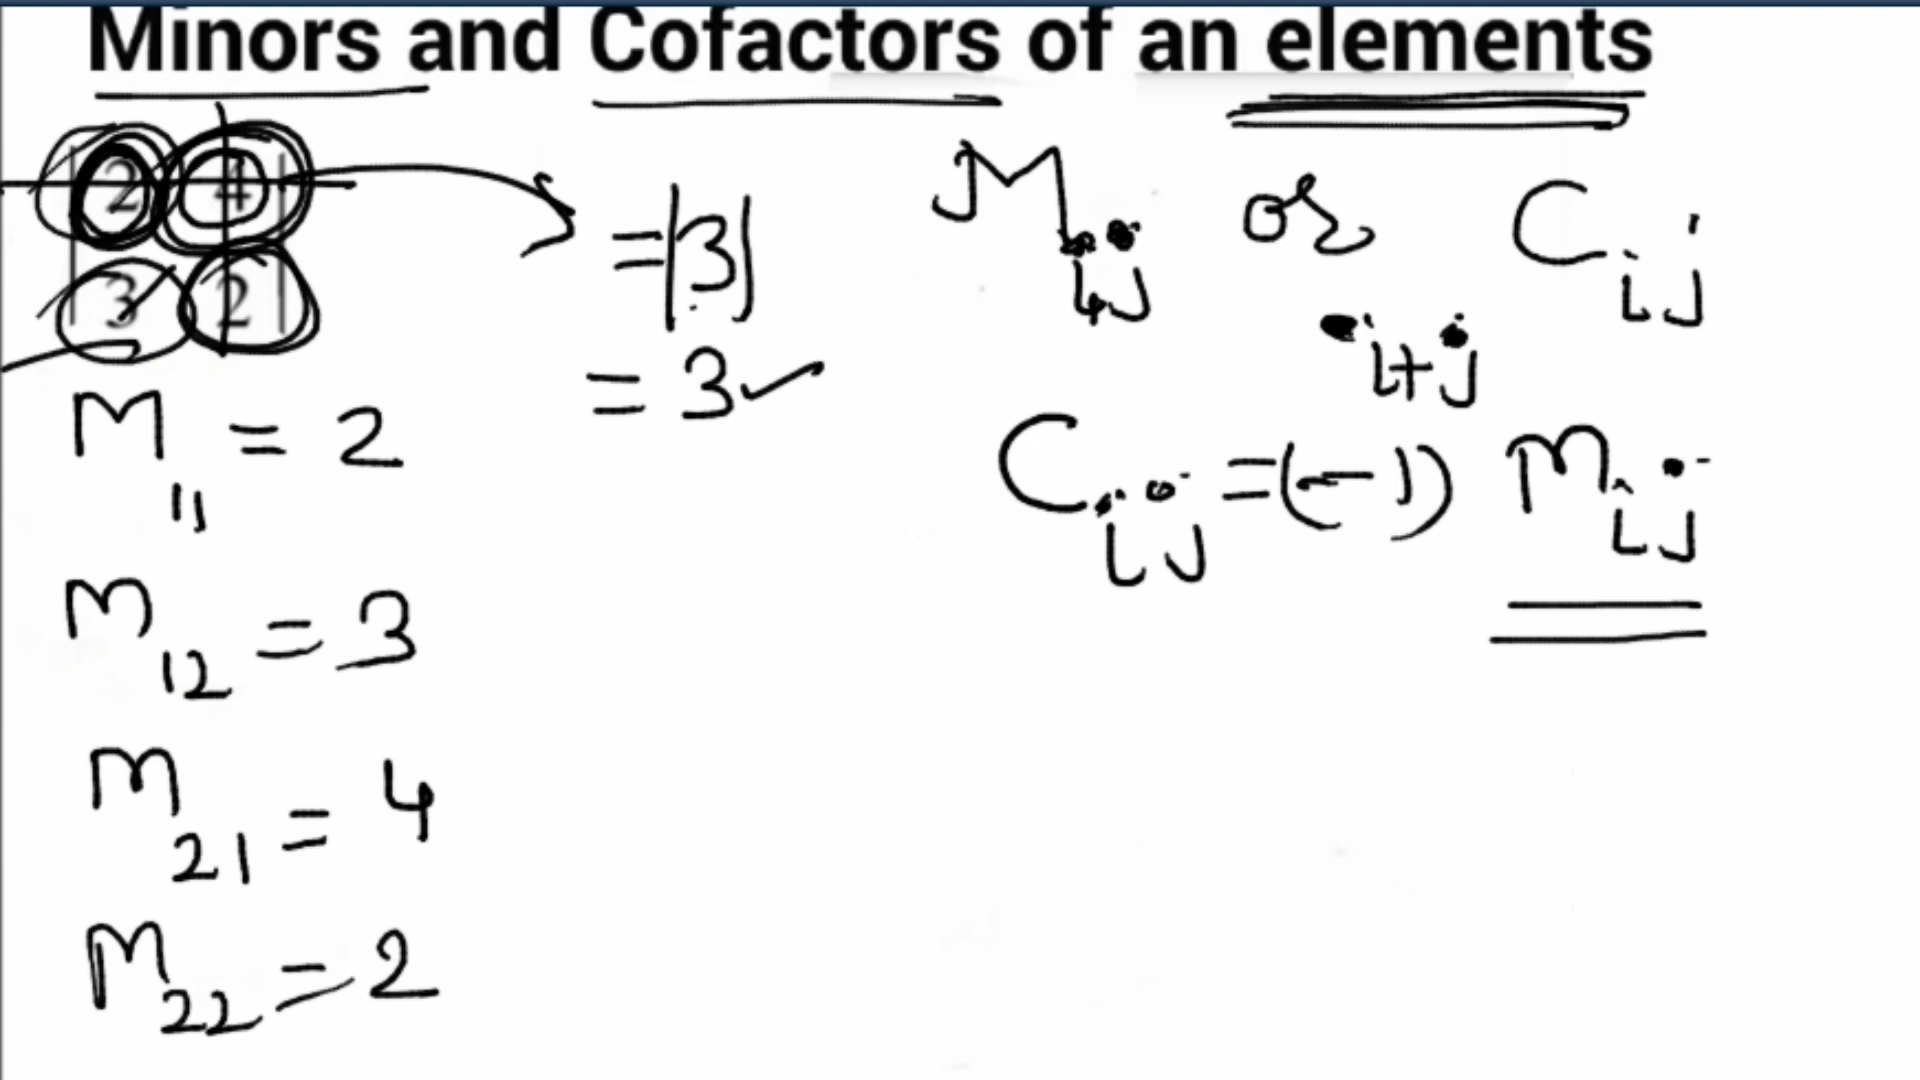 Minors and Cofactors of an elements
|2 4|
|3 2|
= |3|
= 3 ✓
M₁₁ = 2
M₁₂ = 3
M₂₁ = 4
M₂₂ = 2
Mᵢⱼ or Cᵢⱼ
Cᵢⱼ = (-1)ⁱ⁺ʲ Mᵢⱼ